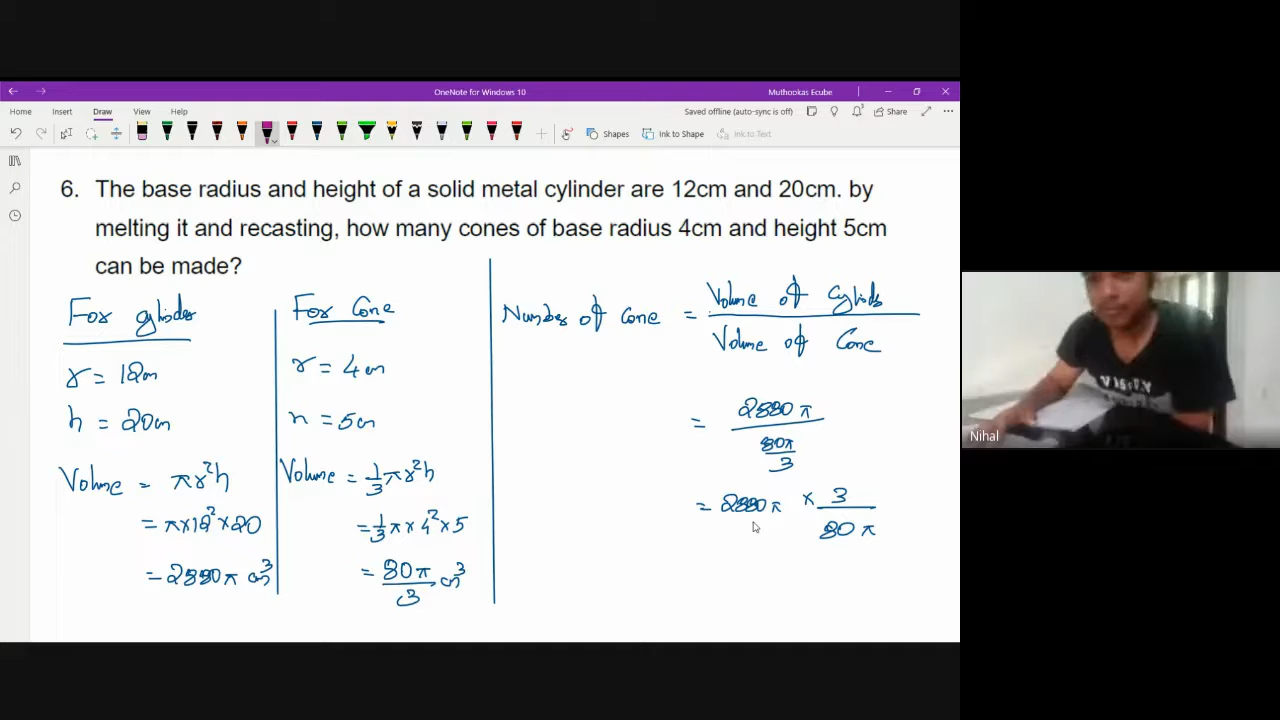 OneNote for Windows 10
Muthookas Ecube
Home Insert Draw View Help
Saved offline (auto-sync is off)
Share
Shapes
Ink to Shape
Ink to Text
6. The base radius and height of a solid metal cylinder are 12cm and 20cm. by
melting it and recasting, how many cones of base radius 4cm and height 5cm
can be made?
For cylinder
r = 12cm
h = 20cm
Volume = πr²h
= π×12²×20
= 2880π cm³
For Cone
r = 4cm
h = 5cm
Volume = 1/3 πr²h
= 1/3 π × 4² × 5
= 80π/3 cm³
Number of cone = Volume of Cylinder / Volume of Cone
= 2880π / (80π/3)
= 2880π × 3/80π
VISTY
Nihal